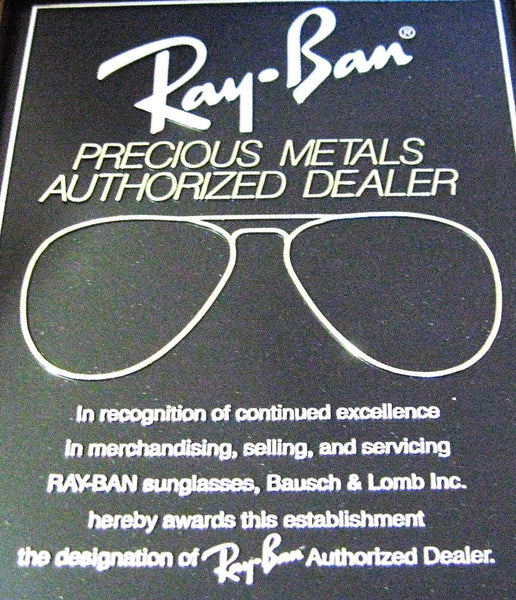 Ray-Ban®
PRECIOUS METALS
AUTHORIZED DEALER
In recognition of continued excellence
in merchandising, selling, and servicing
RAY-BAN sunglasses, Bausch & Lomb Inc.
hereby awards this establishment
the designation of Ray-Ban Authorized Dealer.